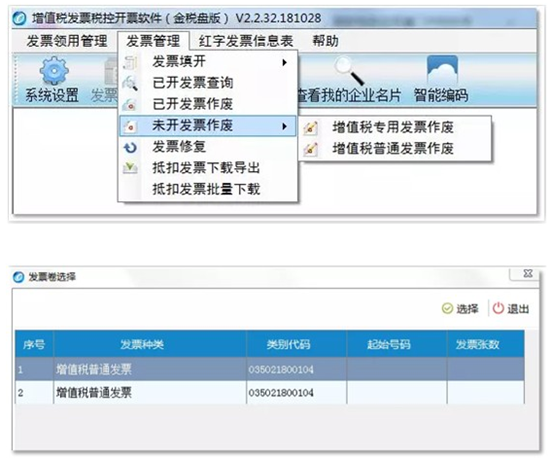 增值税发票税控开票软件（金税盘版）V2.2.32.181028
发票领用管理 发票管理 红字发票信息表 帮助
系统设置 发票 查看我的企业名片 智能编码
发票填开
已开发票查询
已开发票作废
未开发票作废
发票修复
抵扣发票下载导出
抵扣发票批量下载
增值税专用发票作废
增值税普通发票作废
发票卷选择
选择 退出
序号 发票种类 类别代码 起始号码 发票张数
1 增值税普通发票 035021800104
2 增值税普通发票 035021800104